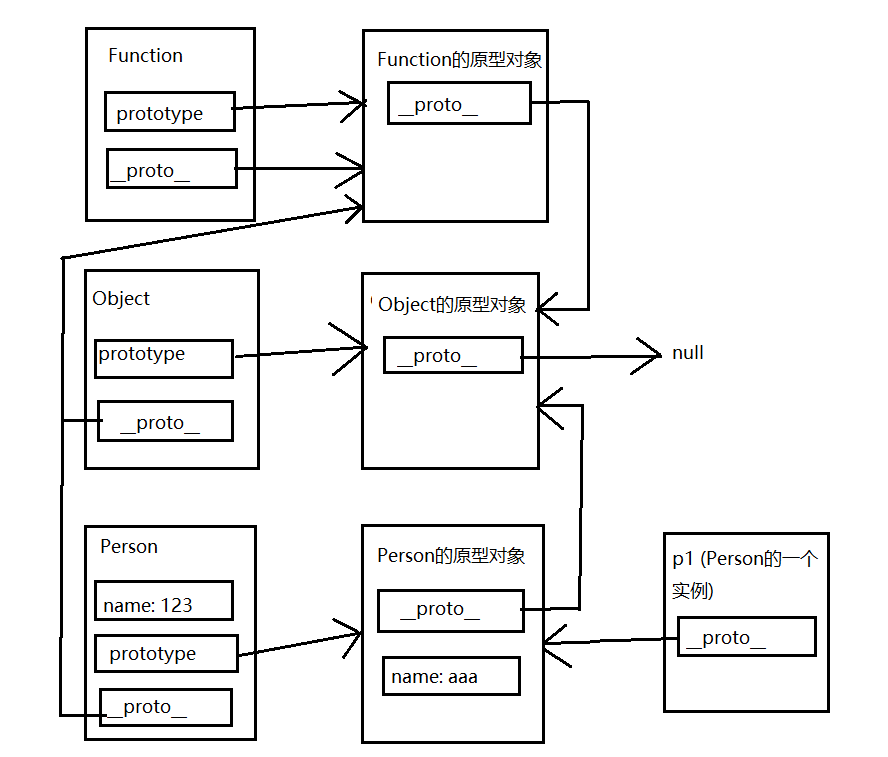 Function
prototype
__proto__
Function的原型对象
__proto__
Object
prototype
__proto__
Object的原型对象
__proto__
null
Person
name: 123
prototype
__proto__
Person的原型对象
__proto__
name: aaa
p1 (Person的一个
实例)
__proto__